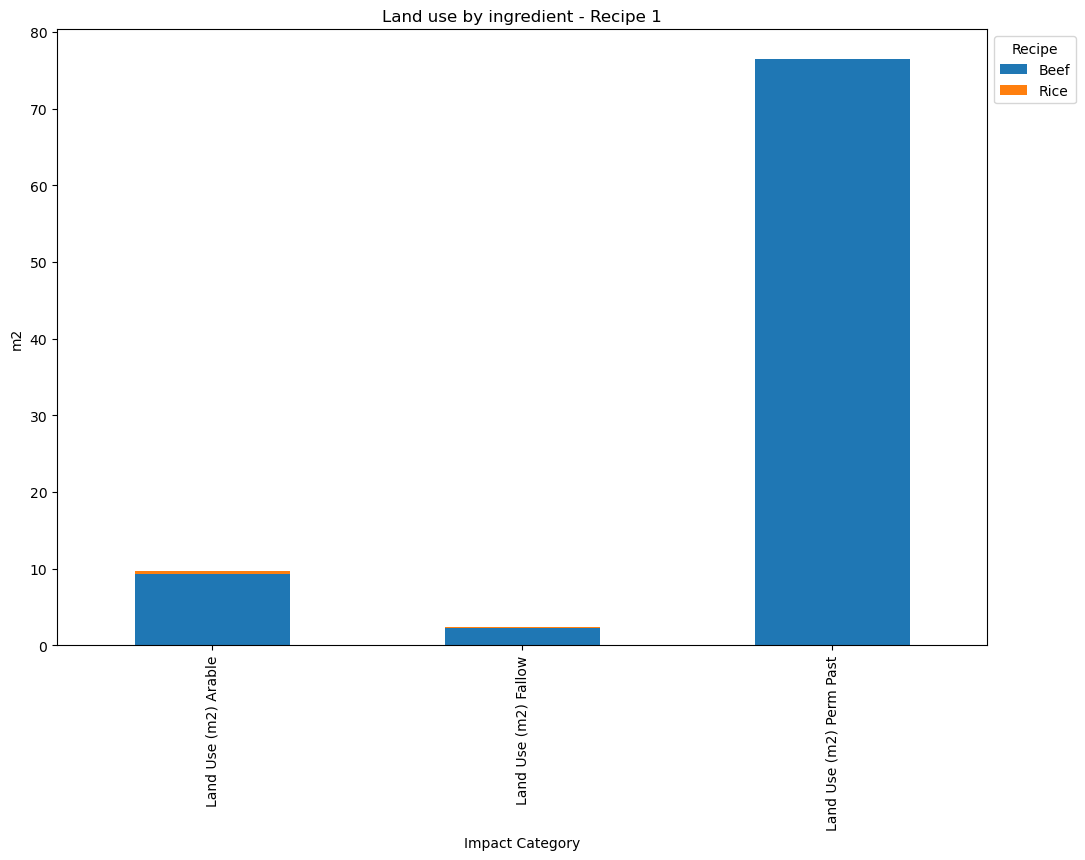 Land use by ingredient - Recipe 1
80
70
60
50
40
30
20
10
0
m2
Recipe
Beef
Rice
Land Use (m2) Arable
Land Use (m2) Fallow
Land Use (m2) Perm Past
Impact Category